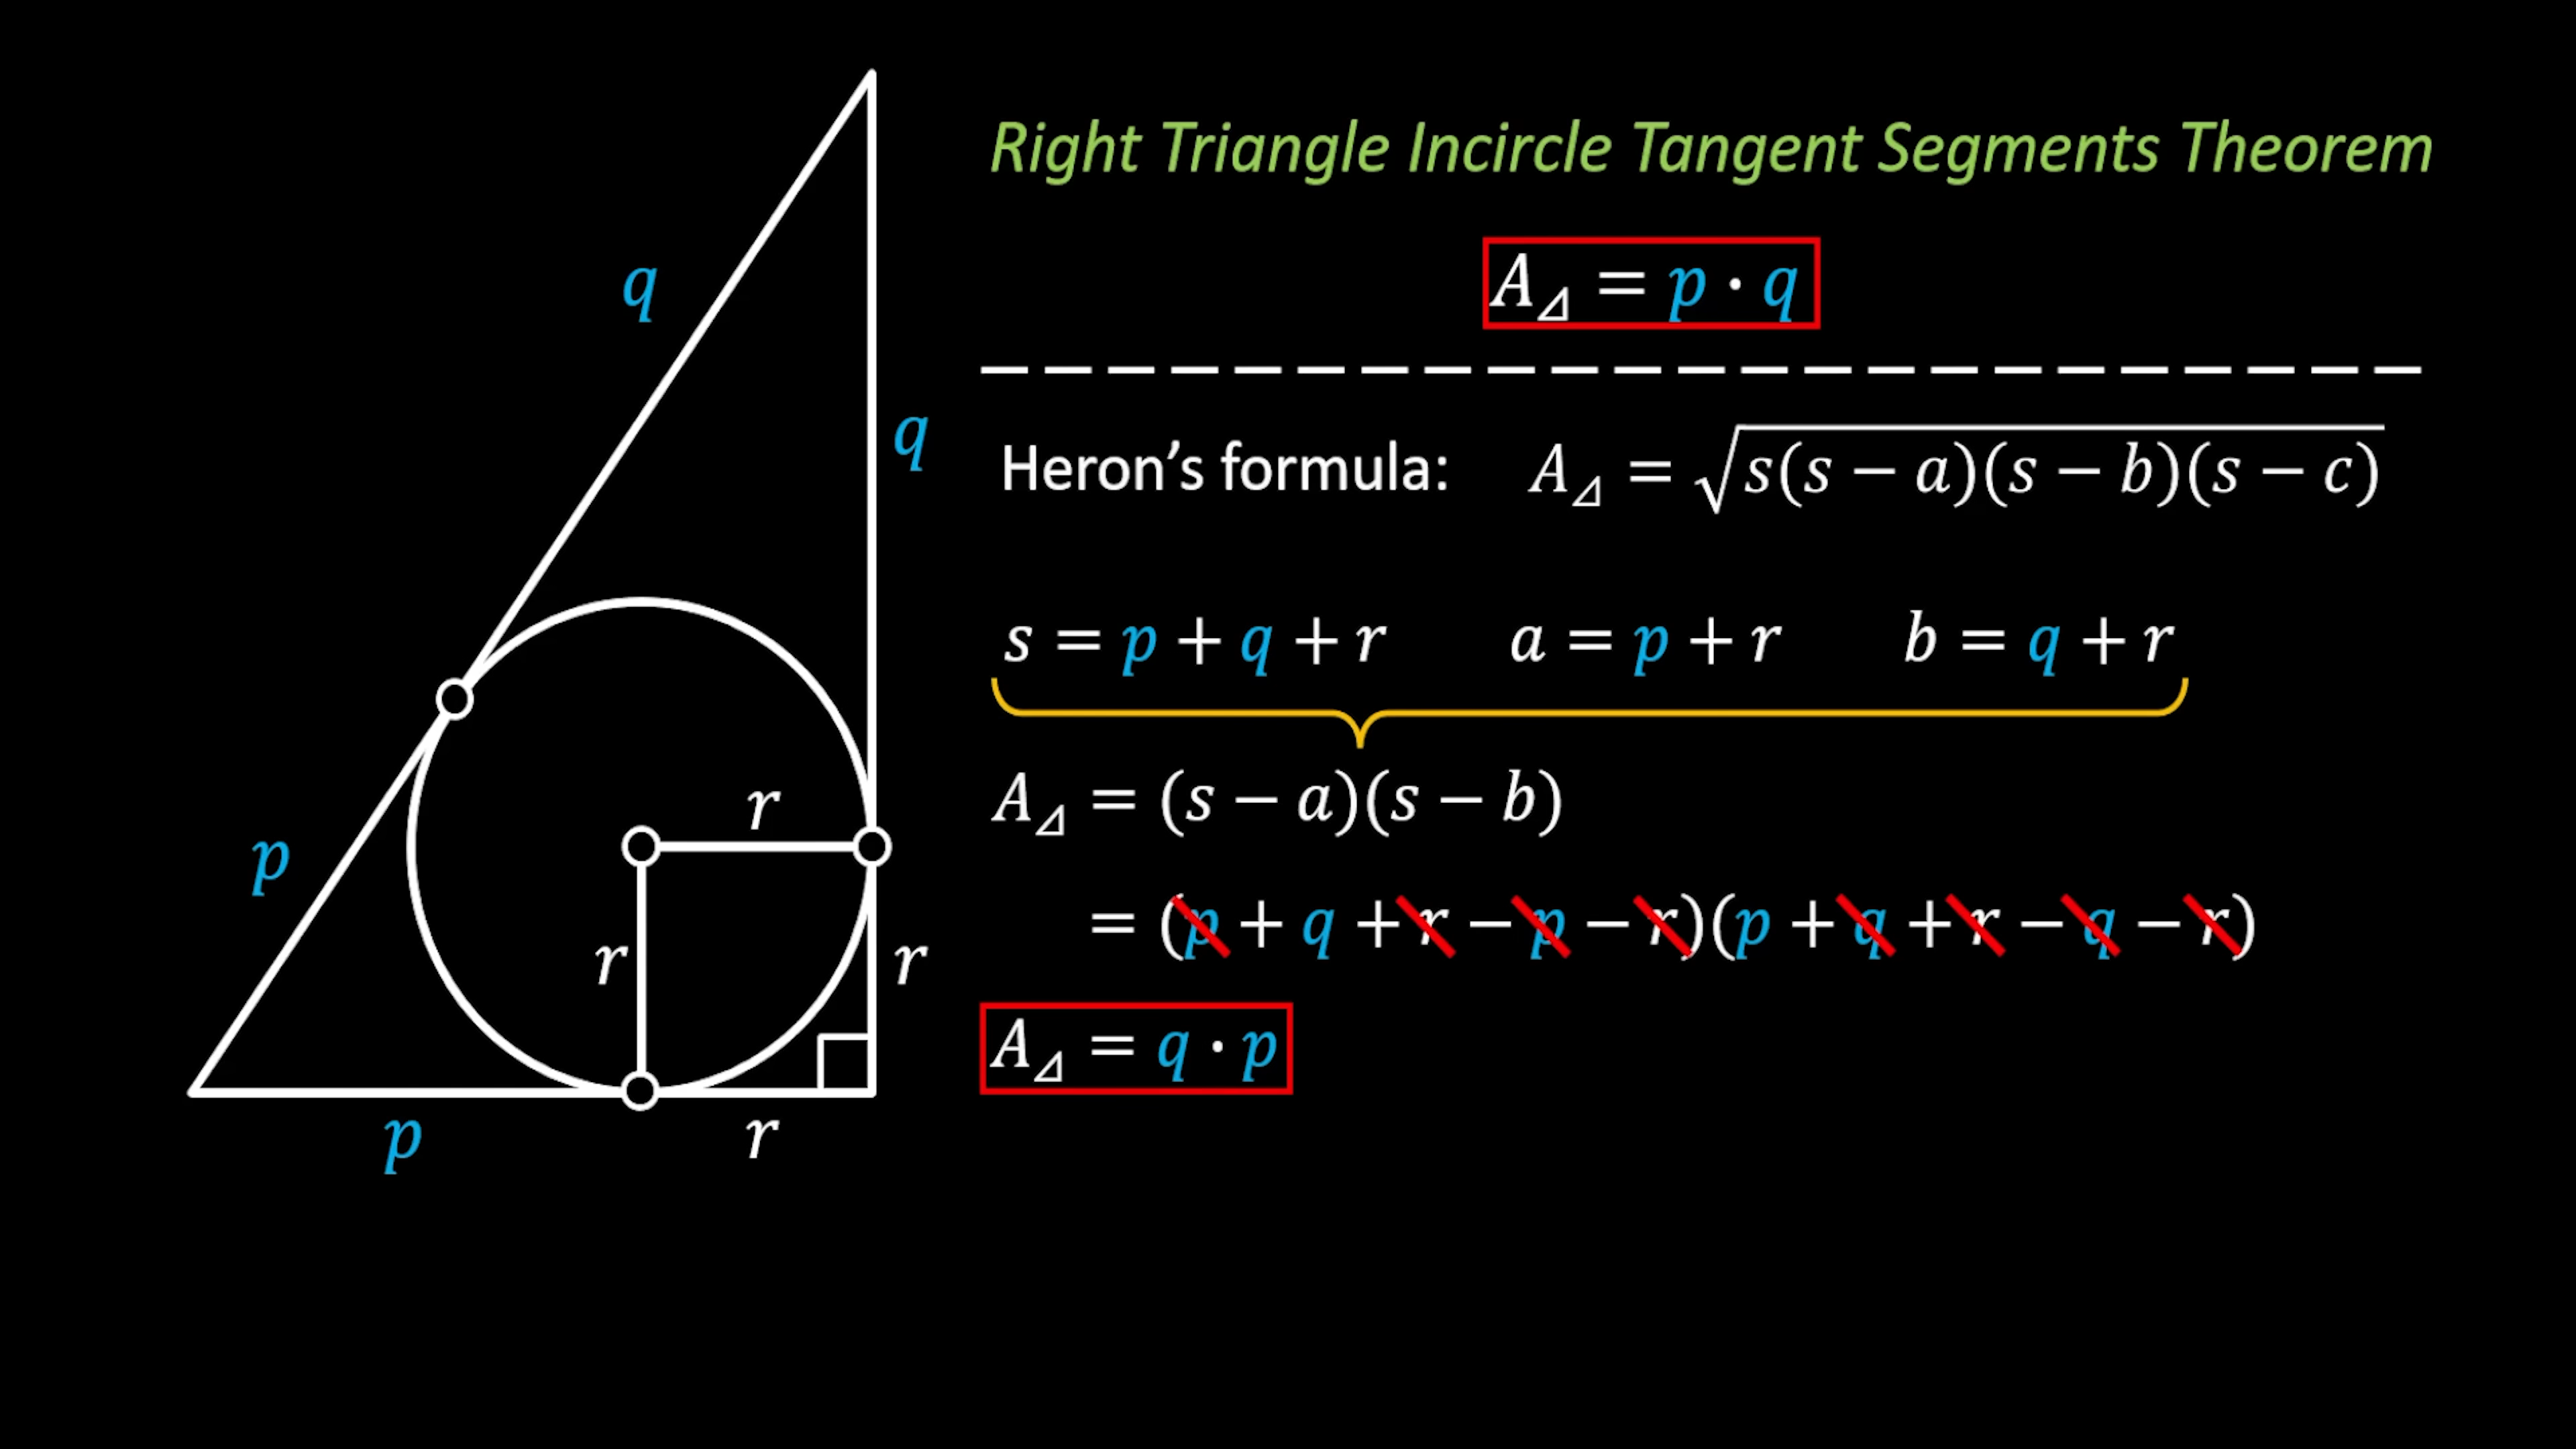 Right Triangle Incircle Tangent Segments Theorem
A⊿ = p · q
q
q
Heron’s formula: A⊿ = √s(s − a)(s − b)(s − c)
s = p + q + r a = p + r b = q + r
r
A⊿ = (s − a)(s − b)
p
r
r
= (p + q + r − p − r)(p + q + r − q − r)
A⊿ = q · p
p
r